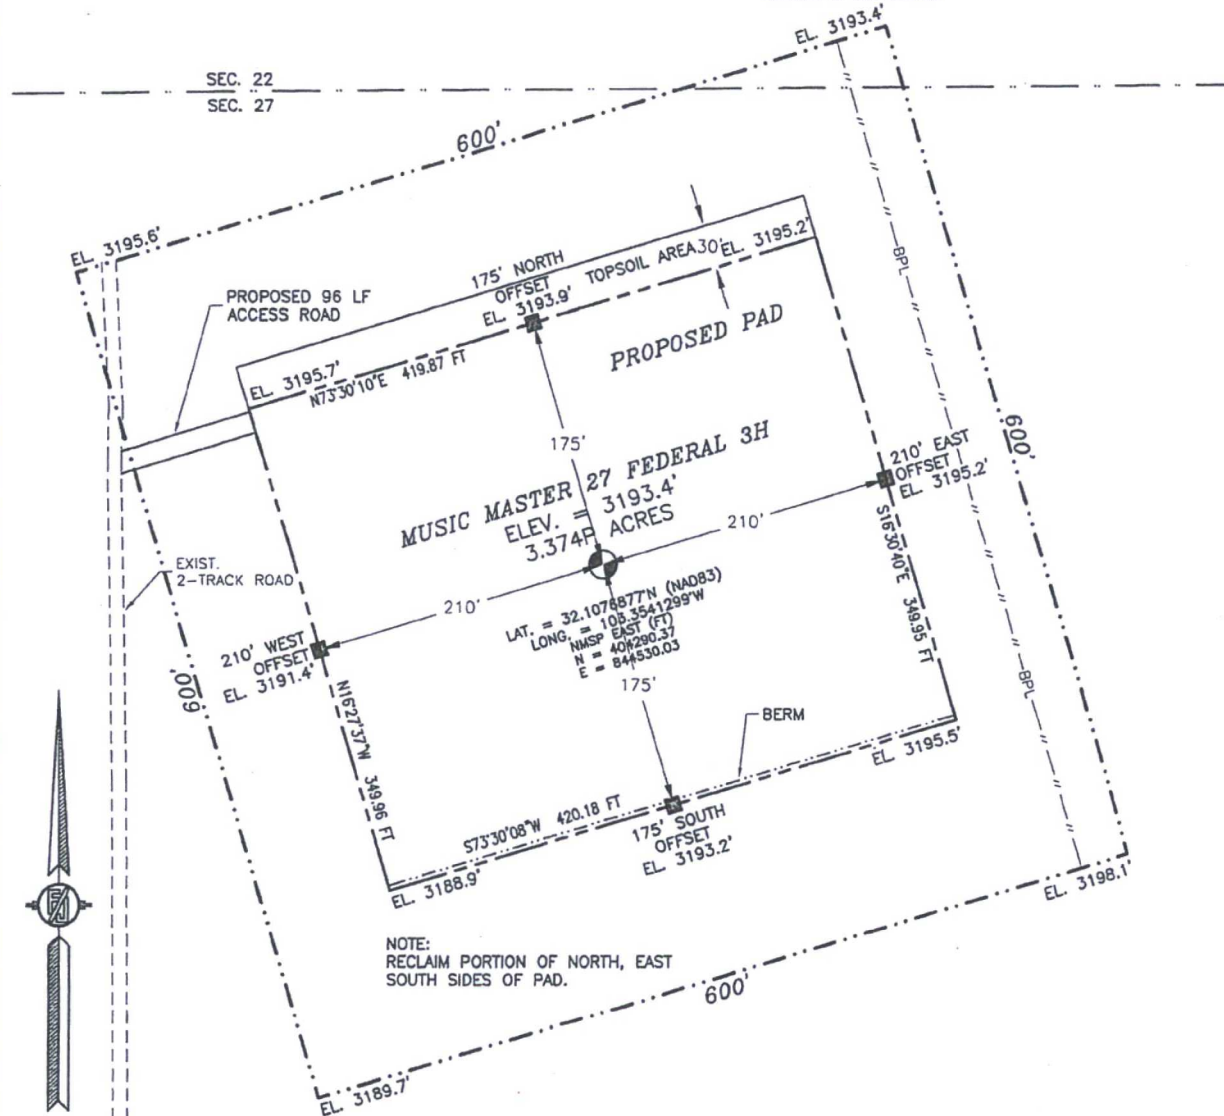 EL. 3193.4'
SEC. 22
SEC. 27
600'
EL. 3195.6'
EL. 3195.2'
TOPSOIL AREA 30'
175' NORTH
OFFSET
EL. 3193.9'
PROPOSED 96 LF
ACCESS ROAD
BPL
PROPOSED PAD
EL. 3195.7'
N73°30'10"E 419.87 FT
175'
600'
210' EAST
OFFSET
EL. 3195.2'
MUSIC MASTER 27 FEDERAL 3H
ELEV. = 3193.4'
3.374± ACRES
210'
S16°30'40"E 349.95 FT
EXIST.
2-TRACK ROAD
210'
LAT. = 32.1076877°N (NAD83)
LONG. = 103.3541299°W
NMSP EAST (FT)
N = 404290.37
E = 844530.03
210' WEST
OFFSET
EL. 3191.4'
600'
175'
BPL
N16°27'37"W 349.96 FT
BERM
EL. 3195.5'
S73°30'08"W 420.18 FT
175' SOUTH
OFFSET
EL. 3193.2'
EL. 3188.9'
EL. 3198.1'
NOTE:
RECLAIM PORTION OF NORTH, EAST
SOUTH SIDES OF PAD.
600'
EL. 3189.7'